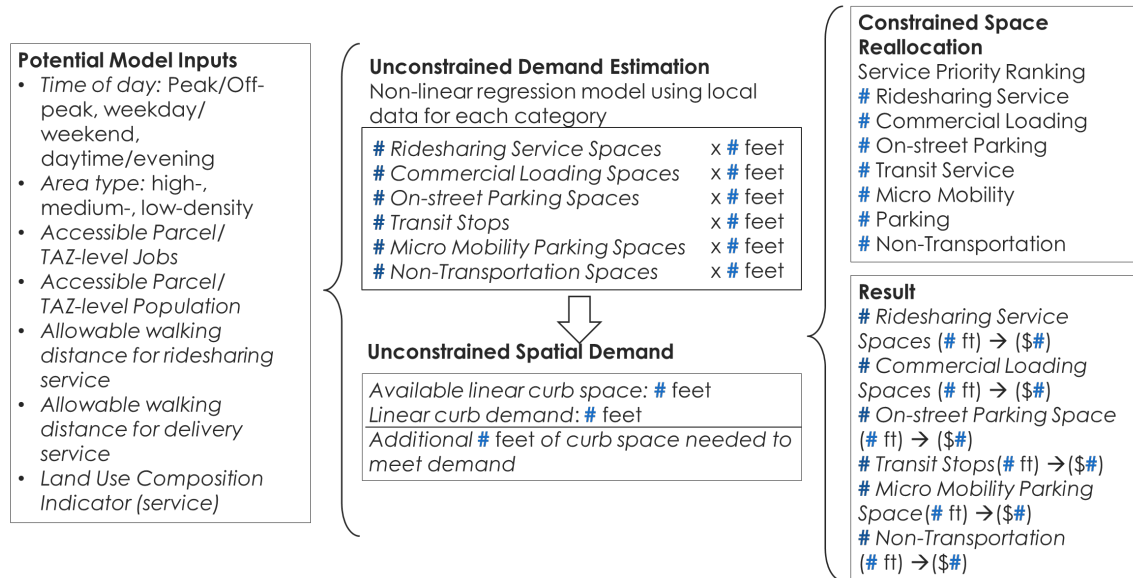 Potential Model Inputs
• Time of day: Peak/Off-
peak, weekday/
weekend,
daytime/evening
• Area type: high-,
medium-, low-density
• Accessible Parcel/
TAZ-level Jobs
• Accessible Parcel/
TAZ-level Population
• Allowable walking
distance for ridesharing
service
• Allowable walking
distance for delivery
service
• Land Use Composition
Indicator (service)
Unconstrained Demand Estimation
Non-linear regression model using local
data for each category
# Ridesharing Service Spaces x # feet
# Commercial Loading Spaces x # feet
# On-street Parking Spaces x # feet
# Transit Stops x # feet
# Micro Mobility Parking Spaces x # feet
# Non-Transportation Spaces x # feet
Unconstrained Spatial Demand
Available linear curb space: # feet
Linear curb demand: # feet
Additional # feet of curb space needed to
meet demand
Constrained Space
Reallocation
Service Priority Ranking
# Ridesharing Service
# Commercial Loading
# On-street Parking
# Transit Service
# Micro Mobility
# Parking
# Non-Transportation
Result
# Ridesharing Service
Spaces (# ft) → ($#)
# Commercial Loading
Spaces (# ft) → ($#)
# On-street Parking Space
(# ft) → ($#)
# Transit Stops(# ft) →($#)
# Micro Mobility Parking
Space(# ft) →($#)
# Non-Transportation
(# ft) →($#)